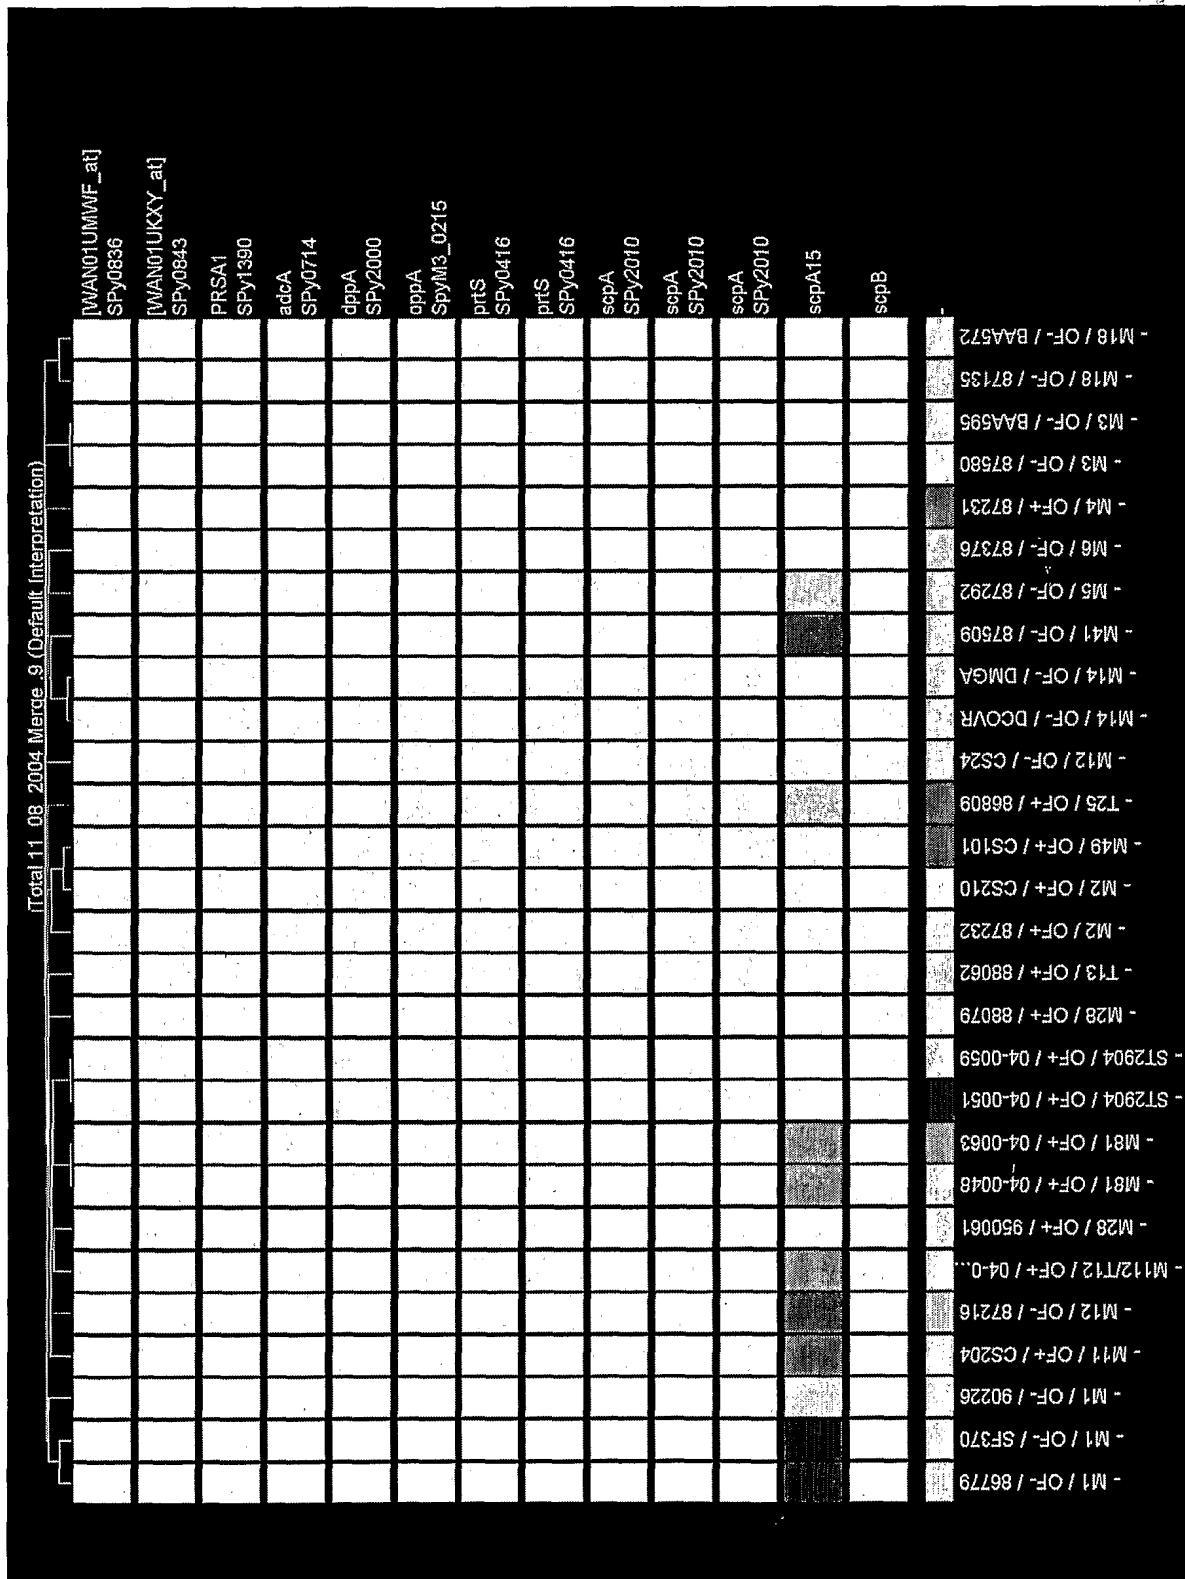 (Total 11 08 2004 Merge .9 (Default Interpretation)
[WAN01UMWF_at]
SPy0836
[WAN01UKXY_at]
SPy0843
PRSA1
SPy1390
adcA
SPy0714
dppA
SPy2000
oppA
SpyM3_0215
prtS
SPy0416
prtS
SPy0416
scpA
SPy2010
scpA
SPy2010
scpA
SPy2010
scpA15
scpB
-
- M18 / OF- / BAA572
- M18 / OF- / 87135
- M3 / OF- / BAA595
- M3 / OF- / 87580
- M4 / OF+ / 87231
- M6 / OF- / 87376
- M5 / OF- / 87292
- M41 / OF- / 87509
- M14 / OF- / DMGA
- M14 / OF- / DCOVR
- M12 / OF- / CS24
- T25 / OF+ / 86809
- M49 / OF+ / CS101
- M2 / OF+ / CS210
- M2 / OF+ / 87232
- T13 / OF+ / 88062
- M28 / OF+ / 88079
- ST2904 / OF+ / 04-0059
- ST2904 / OF+ / 04-0051
- M81 / OF+ / 04-0063
- M81 / OF+ / 04-0048
- M28 / OF+ / 950061
- M112/T12 / OF+ / 04-0...
- M12 / OF- / 87216
- M11 / OF+ / CS204
- M1 / OF- / 90226
- M1 / OF- / SF370
- M1 / OF- / 86779